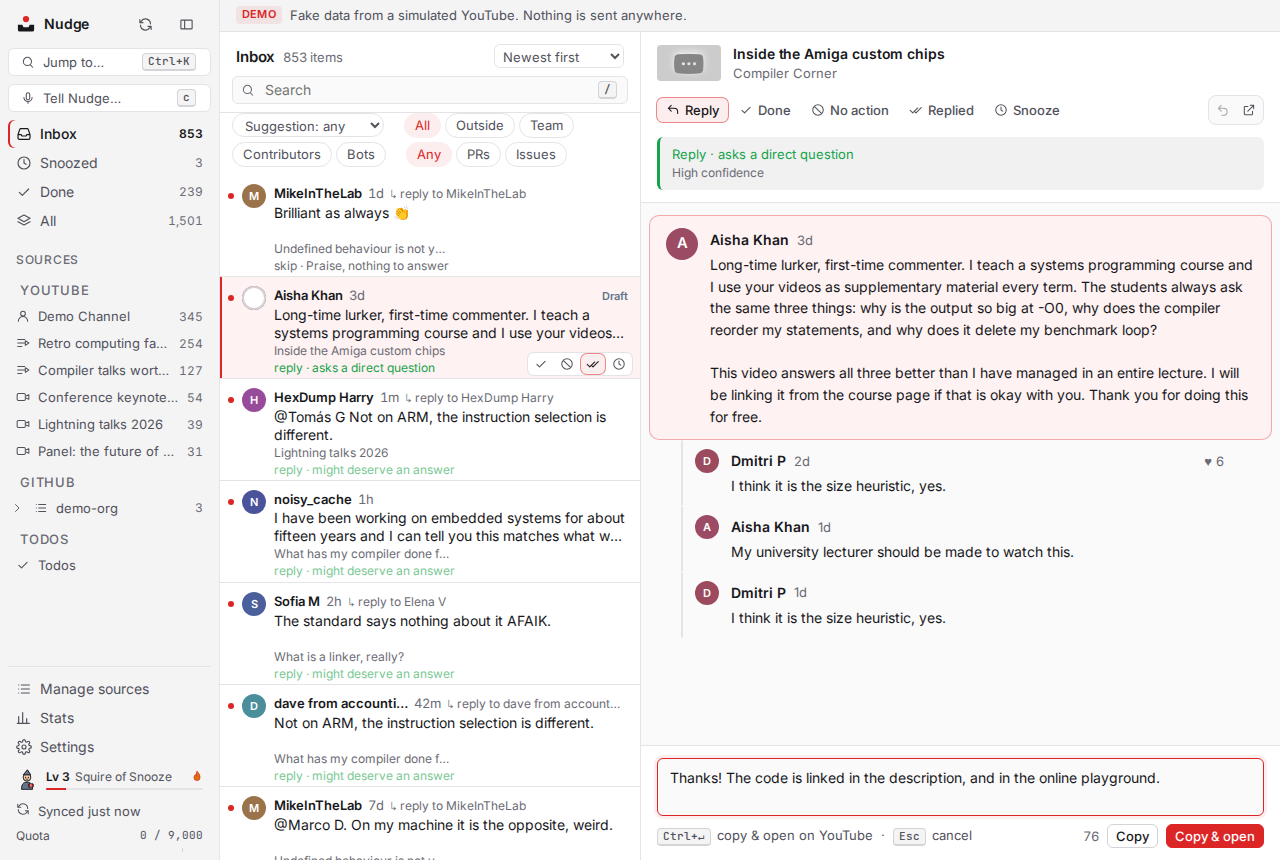 Nudge
Jump to... Ctrl+K
Tell Nudge... c
Inbox 853
Snoozed 3
Done 239
All 1,501
SOURCES
YOUTUBE
Demo Channel 345
Retro computing fa... 254
Compiler talks wort... 127
Conference keynote... 54
Lightning talks 2026 39
Panel: the future of ... 31
GITHUB
demo-org 3
TODOS
Todos
Manage sources
Stats
Settings
Lv 3 Squire of Snooze
Synced just now
Quota 0 / 9,000
DEMO Fake data from a simulated YouTube. Nothing is sent anywhere.
Inbox 853 items Newest first
Search /
Suggestion: any All Outside Team
Contributors Bots Any PRs Issues
M MikeInTheLab 1d ↳ reply to MikeInTheLab
Brilliant as always 👏
Undefined behaviour is not y...
skip · Praise, nothing to answer
Aisha Khan 3d Draft
Long-time lurker, first-time commenter. I teach a
systems programming course and I use your videos...
Inside the Amiga custom chips
reply · asks a direct question
H HexDump Harry 1m ↳ reply to HexDump Harry
@Tomás G Not on ARM, the instruction selection is
different.
Lightning talks 2026
reply · might deserve an answer
N noisy_cache 1h
I have been working on embedded systems for about
fifteen years and I can tell you this matches what w...
What has my compiler done f...
reply · might deserve an answer
S Sofia M 2h ↳ reply to Elena V
The standard says nothing about it AFAIK.
What is a linker, really?
reply · might deserve an answer
D dave from accounti... 42m ↳ reply to dave from account...
Not on ARM, the instruction selection is different.
What has my compiler done f...
reply · might deserve an answer
M MikeInTheLab 7d ↳ reply to MikeInTheLab
@Marco D. On my machine it is the opposite, weird.
Undefined behaviour is not y...
Inside the Amiga custom chips
Compiler Corner
Reply Done No action Replied Snooze
Reply · asks a direct question
High confidence
A Aisha Khan 3d
Long-time lurker, first-time commenter. I teach a systems programming course and
I use your videos as supplementary material every term. The students always ask
the same three things: why is the output so big at -O0, why does the compiler
reorder my statements, and why does it delete my benchmark loop?
This video answers all three better than I have managed in an entire lecture. I will
be linking it from the course page if that is okay with you. Thank you for doing this
for free.
D Dmitri P 2d ♥ 6
I think it is the size heuristic, yes.
A Aisha Khan 1d
My university lecturer should be made to watch this.
D Dmitri P 1d
I think it is the size heuristic, yes.
Thanks! The code is linked in the description, and in the online playground.
Ctrl+↵ copy & open on YouTube · Esc cancel 76 Copy Copy & open